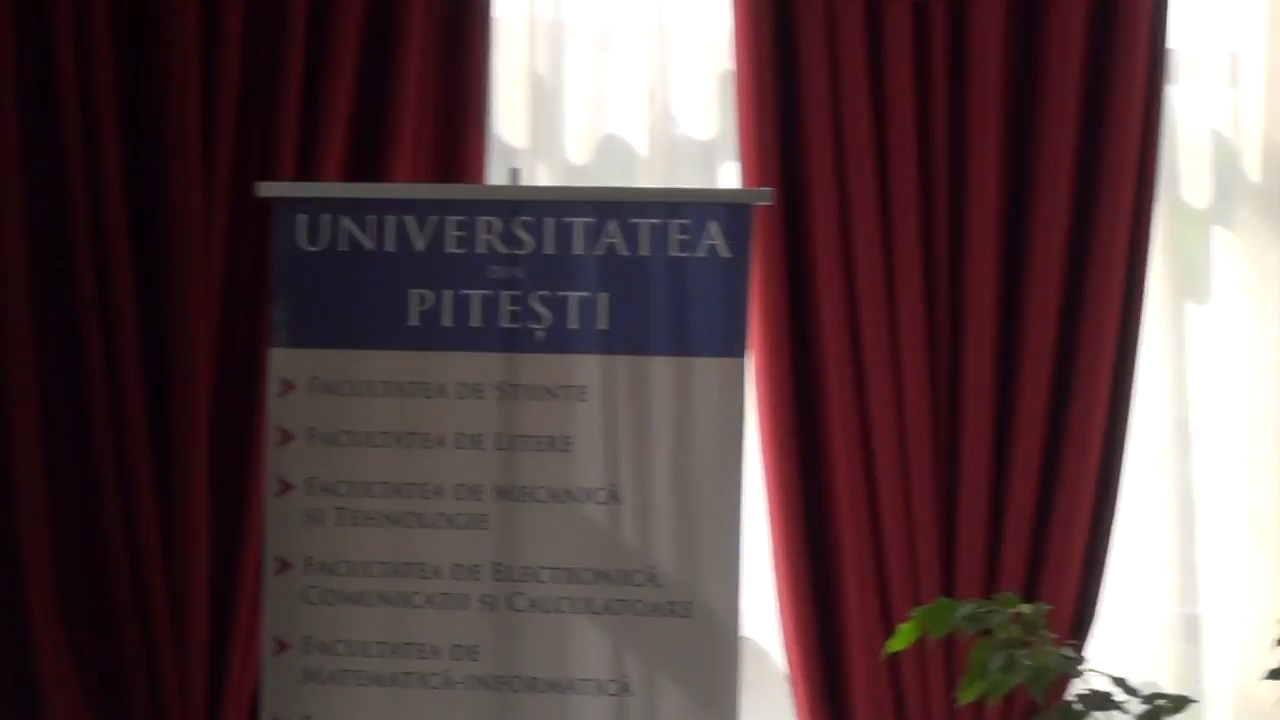 UNIVERSITATEA
DIN
PITEȘTI
FACULTATEA DE ȘTIINȚE
FACULTATEA DE LITERE
FACULTATEA DE MECANICĂ
ȘI TEHNOLOGIE
FACULTATEA DE ELECTRONICĂ,
COMUNICAȚII ȘI CALCULATOARE
FACULTATEA DE
MATEMATICĂ-INFORMATICĂ